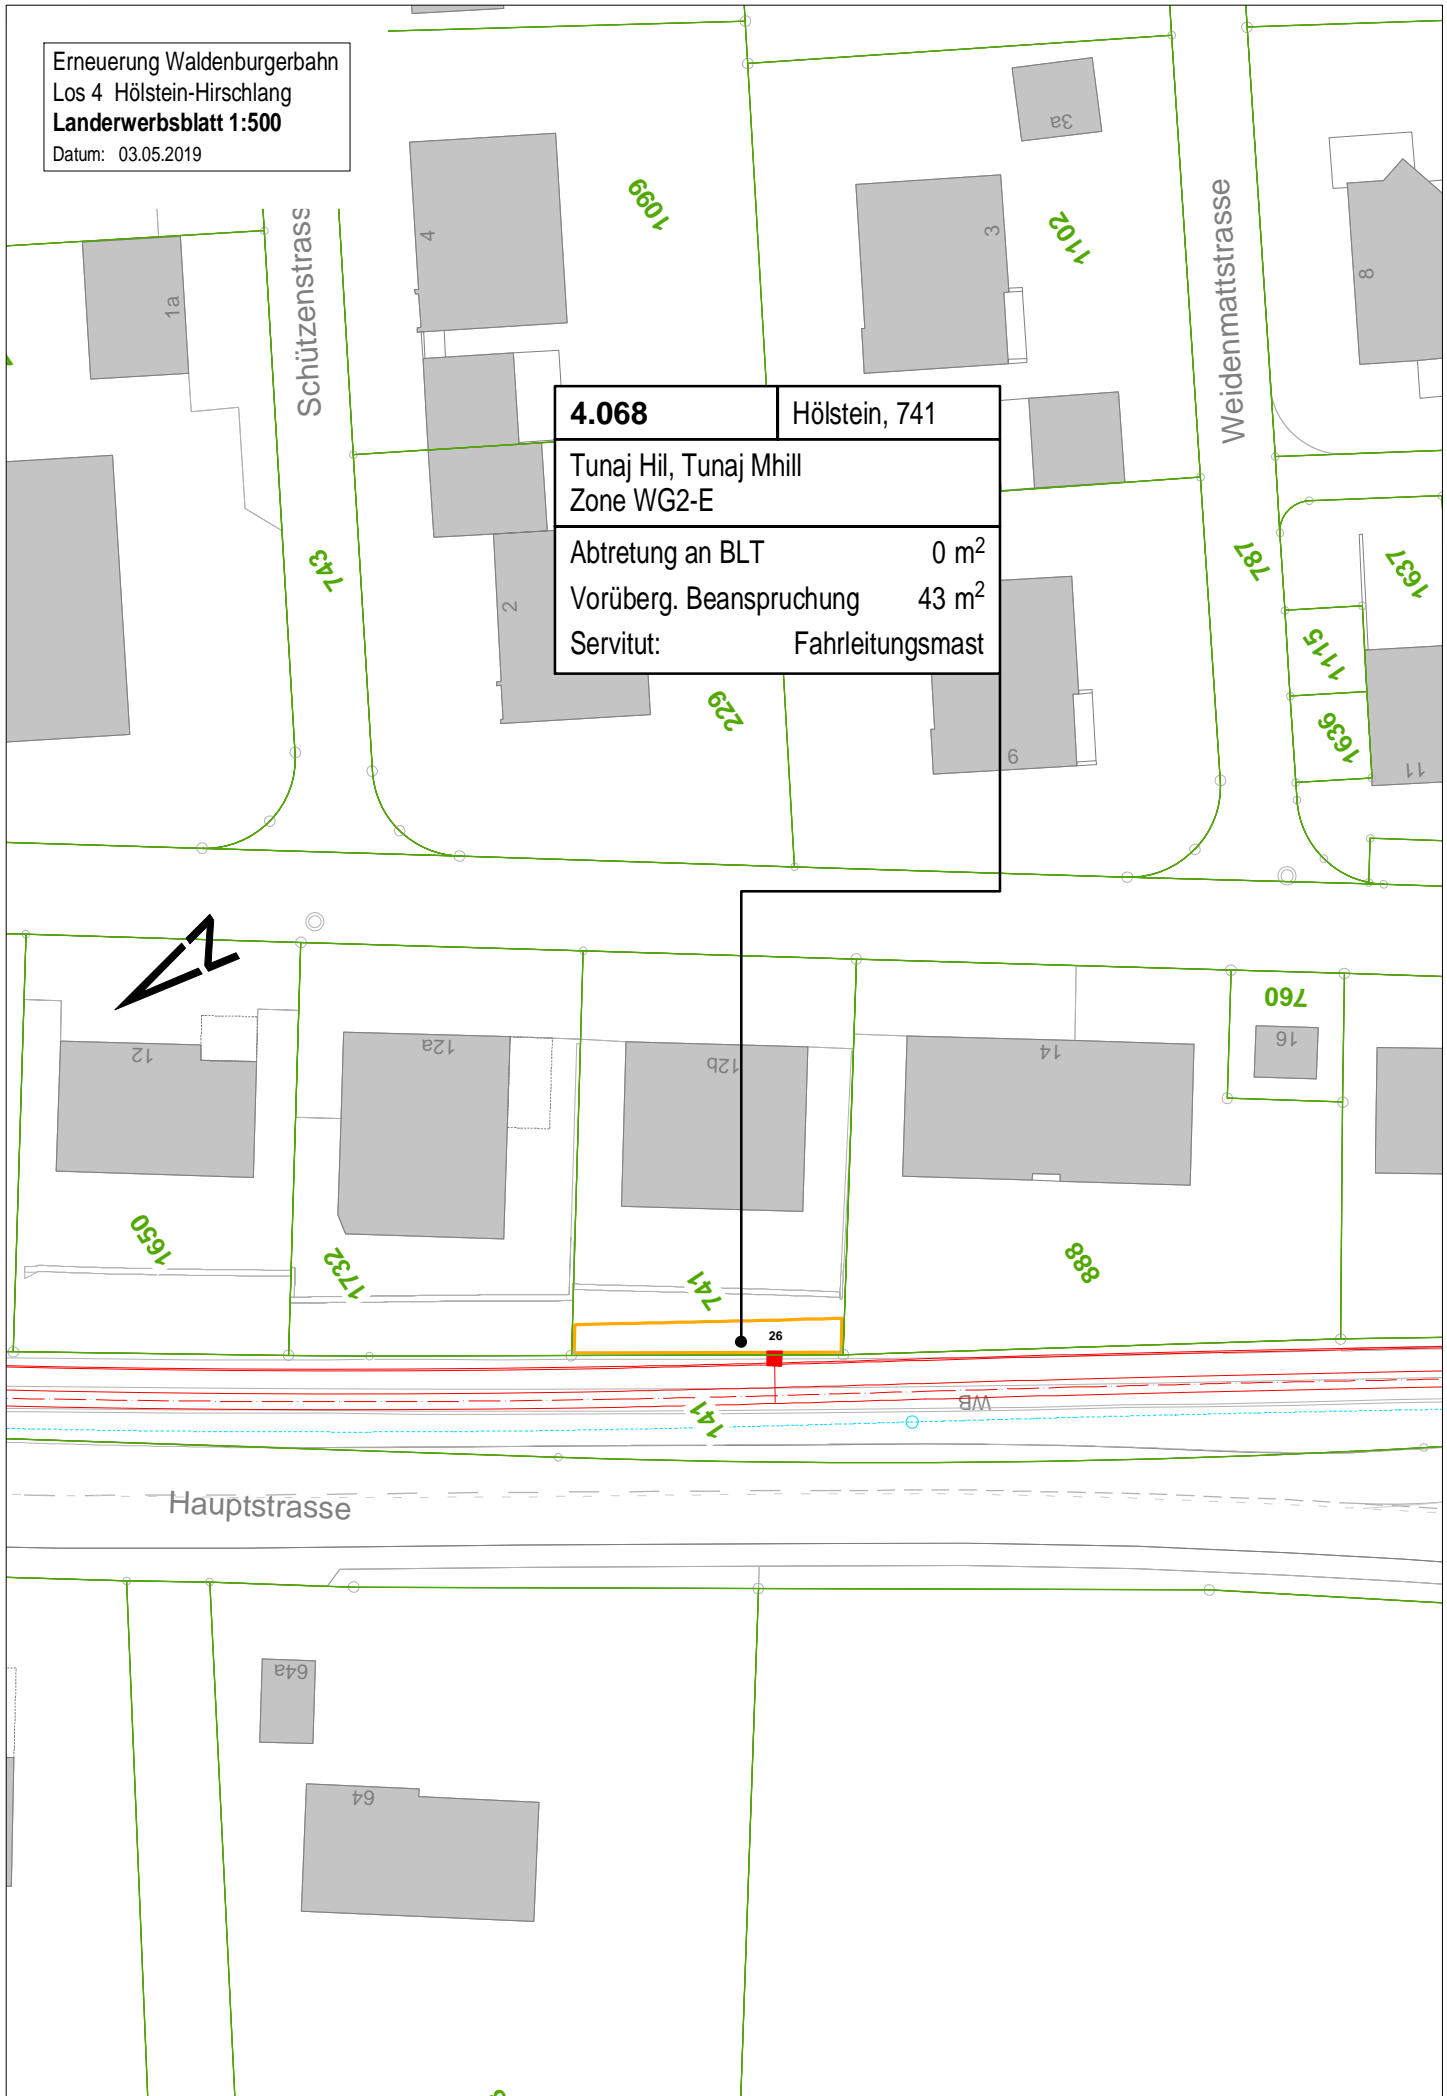 Erneuerung Waldenburgerbahn
Los 4 Hölstein-Hirschlang
Landerwerbsblatt 1:500
Datum: 03.05.2019
3a
1099
4
3
1102
Schützenstrass
Weidenmattstrasse
8
1a
4.068 Hölstein, 741
Tunaj Hil, Tunaj Mhill
Zone WG2-E
Abtretung an BLT 0 m²
Vorüberg. Beanspruchung 43 m²
Servitut: Fahrleitungsmast
743
787
1637
2
1115
229
1636
9
11
760
12
12a
12b
14
16
1650
1732
741
888
26
WB
141
Hauptstrasse
64a
64